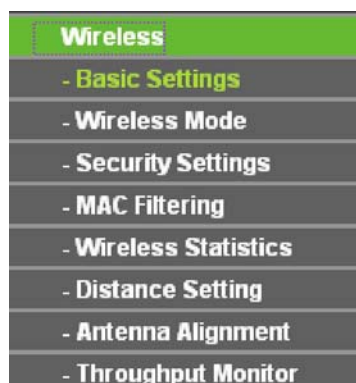 Wireless
- Basic Settings
- Wireless Mode
- Security Settings
- MAC Filtering
- Wireless Statistics
- Distance Setting
- Antenna Alignment
- Throughput Monitor